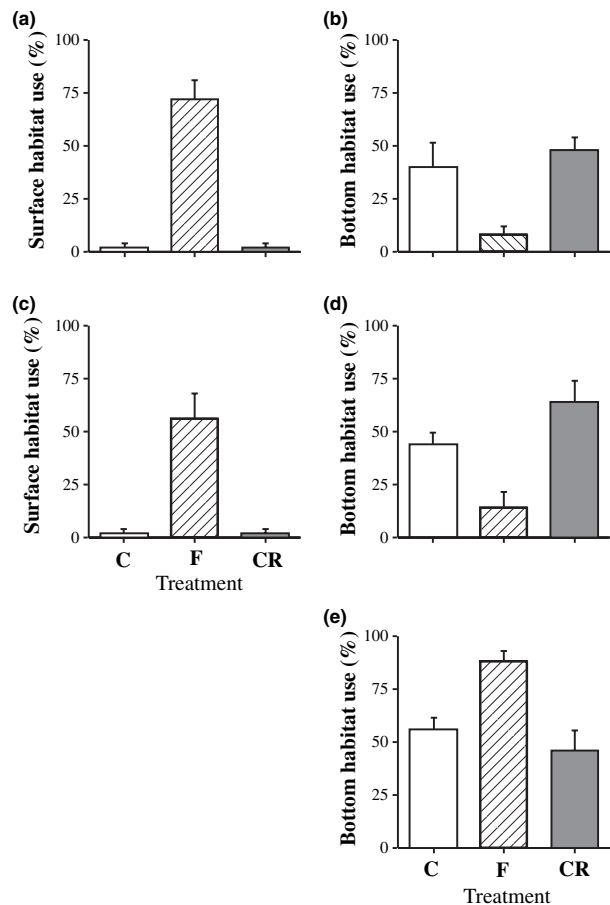 (a)
Surface habitat use (%)
100
75
50
25
0
(b)
Bottom habitat use (%)
100
75
50
25
0
(c)
Surface habitat use (%)
100
75
50
25
0
C F CR
Treatment
(d)
Bottom habitat use (%)
100
75
50
25
0
(e)
Bottom habitat use (%)
100
75
50
25
0
C F CR
Treatment